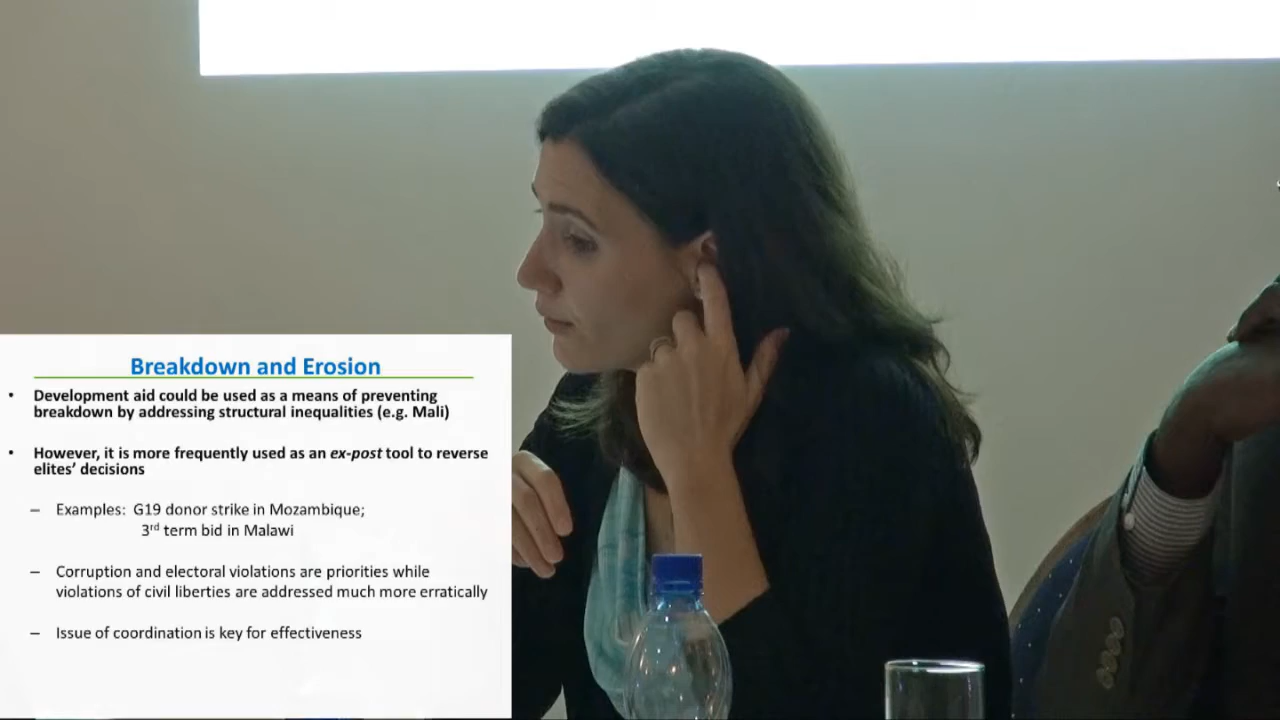 Breakdown and Erosion
• Development aid could be used as a means of preventing
breakdown by addressing structural inequalities (e.g. Mali)
• However, it is more frequently used as an ex-post tool to reverse
elites’ decisions
– Examples: G19 donor strike in Mozambique;
3rd term bid in Malawi
– Corruption and electoral violations are priorities while
violations of civil liberties are addressed much more erratically
– Issue of coordination is key for effectiveness